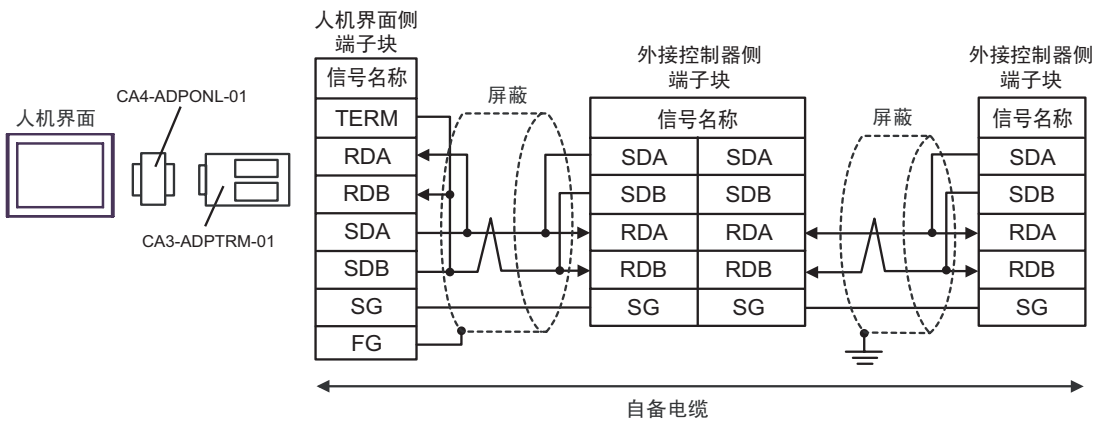 人机界面
CA4-ADPONL-01
CA3-ADPTRM-01
人机界面侧
端子块
信号名称
TERM
RDA
RDB
SDA
SDB
SG
FG
屏蔽
外接控制器侧
端子块
信号名称
SDA SDA
SDB SDB
RDA RDA
RDB RDB
SG SG
屏蔽
外接控制器侧
端子块
信号名称
SDA
SDB
RDA
RDB
SG
自备电缆